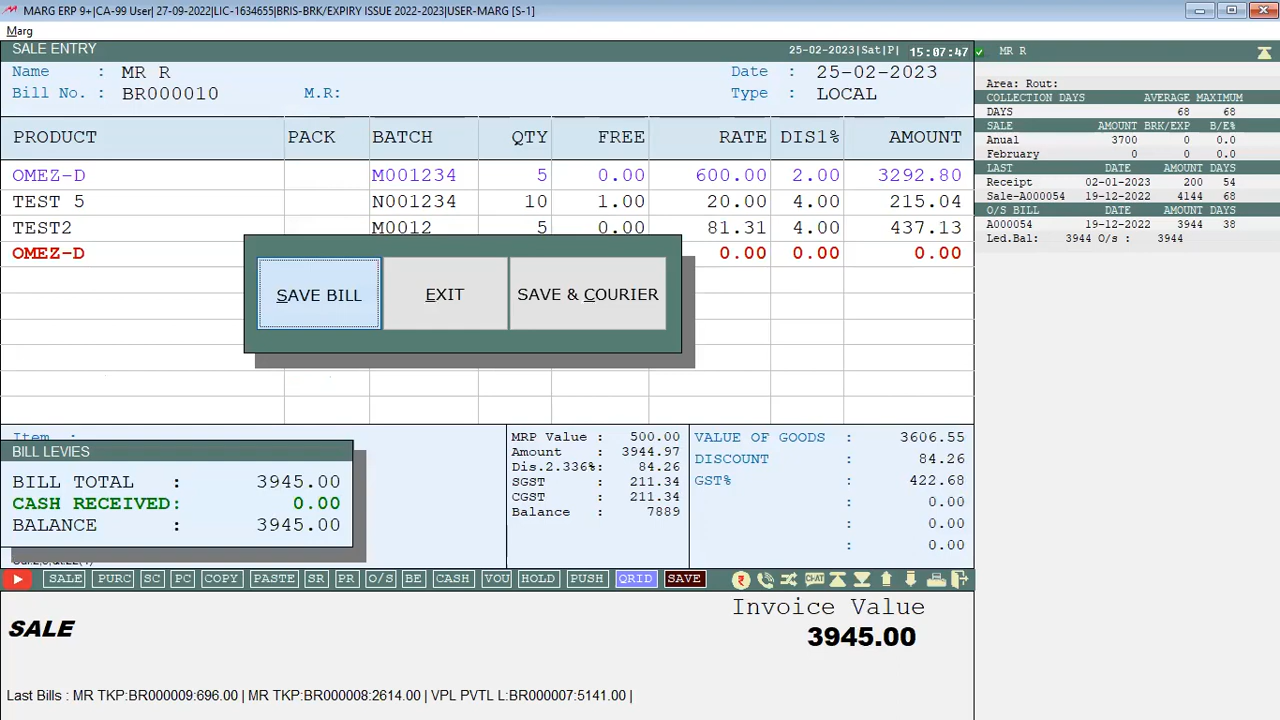 MARG ERP 9+|CA-99 User| 27-09-2022|LIC-1634655|BRIS-BRK/EXPIRY ISSUE 2022-2023|USER-MARG [S-1]
Marg
SALE ENTRY 25-02-2023|Sat|P| 15:07:47
Name : MR R Date : 25-02-2023
Bill No. : BR000010 M.R: Type : LOCAL
PRODUCT PACK BATCH QTY FREE RATE DIS1% AMOUNT
OMEZ-D M001234 5 0.00 600.00 2.00 3292.80
TEST 5 N001234 10 1.00 20.00 4.00 215.04
TEST2 M0012 5 0.00 81.31 4.00 437.13
OMEZ-D 0.00 0.00 0.00
SAVE BILL EXIT SAVE & COURIER
Item :
BILL LEVIES
BILL TOTAL : 3945.00
CASH RECEIVED: 0.00
BALANCE : 3945.00
MRP Value : 500.00
Amount : 3944.97
Dis.2.336%: 84.26
SGST : 211.34
CGST : 211.34
Balance : 7889
VALUE OF GOODS : 3606.55
DISCOUNT : 84.26
GST% : 422.68
: 0.00
: 0.00
: 0.00
SALE PURC SC PC COPY PASTE SR PR O/S BE CASH VOU HOLD PUSH QRID SAVE CHAT
Invoice Value
SALE 3945.00
Last Bills : MR TKP:BR000009:696.00 | MR TKP:BR000008:2614.00 | VPL PVTL L:BR000007:5141.00 |
MR R
Area: Rout:
COLLECTION DAYS AVERAGE MAXIMUM
DAYS 68 68
SALE AMOUNT BRK/EXP B/E%
Anual 3700 0 0.0
February 0 0 0.0
LAST DATE AMOUNT DAYS
Receipt 02-01-2023 200 54
Sale-A000054 19-12-2022 4144 68
O/S BILL DATE AMOUNT DAYS
A000054 19-12-2022 3944 38
Led.Bal: 3944 O/s : 3944